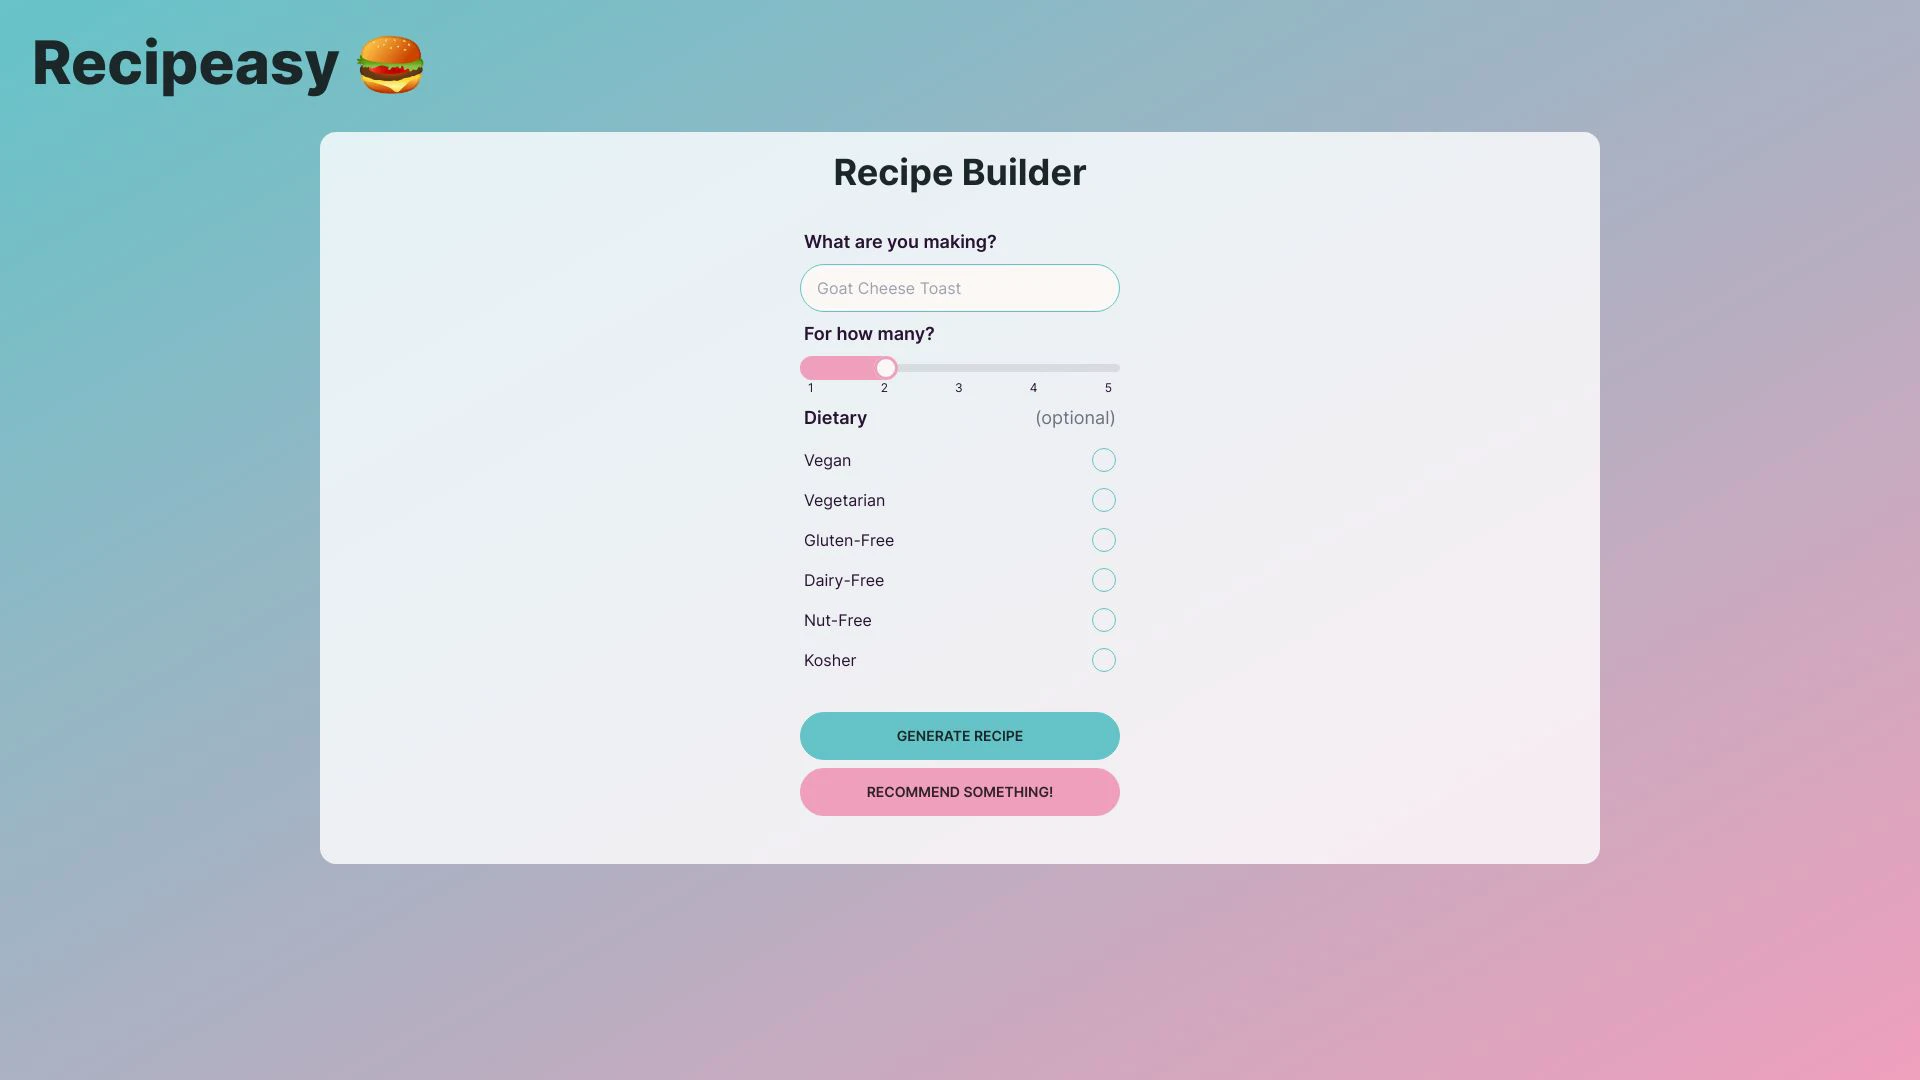 Recipeasy 🍔
Recipe Builder
What are you making?
Goat Cheese Toast
For how many?
1 2 3 4 5
Dietary (optional)
Vegan
Vegetarian
Gluten-Free
Dairy-Free
Nut-Free
Kosher
GENERATE RECIPE
RECOMMEND SOMETHING!